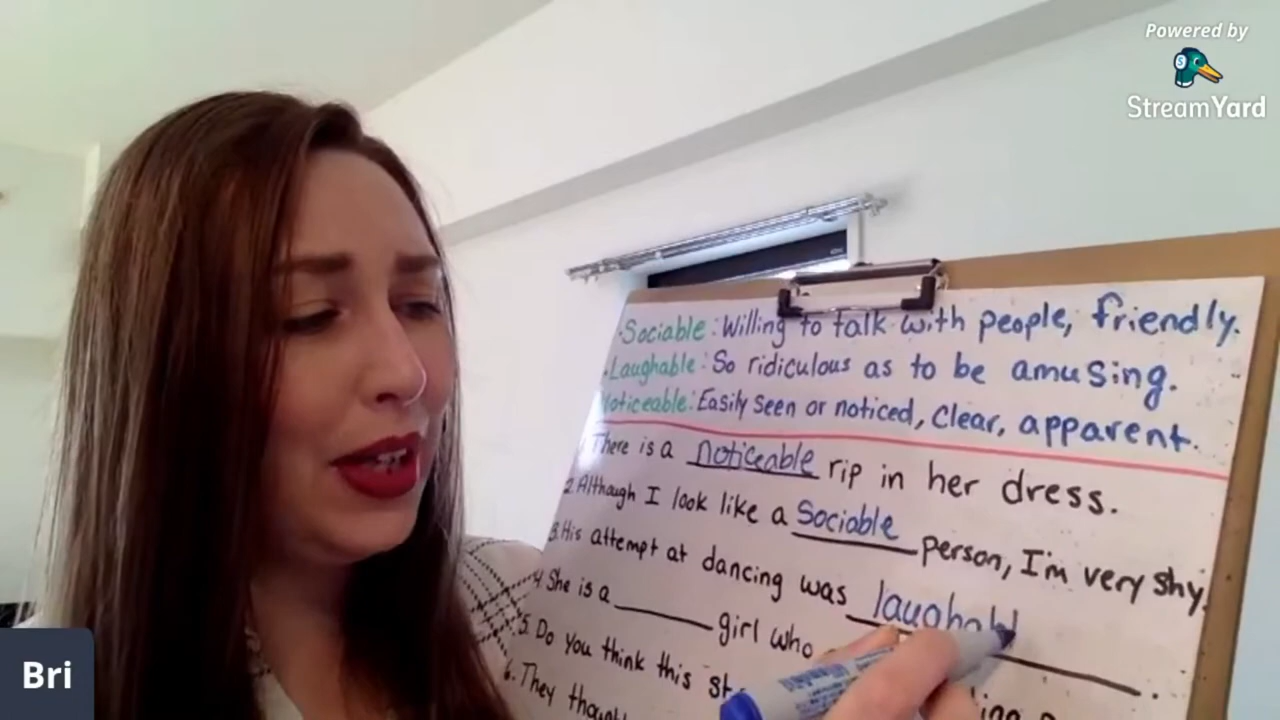 Powered by
StreamYard
Sociable: Willing to talk with people, friendly.
Laughable: So ridiculous as to be amusing.
Noticeable: Easily seen or noticed, clear, apparent.
There is a noticeable rip in her dress.
2. Although I look like a Sociable person, I'm very shy.
3. His attempt at dancing was laughabl
4. She is a ______ girl who
5. Do you think this
6. They
Bri